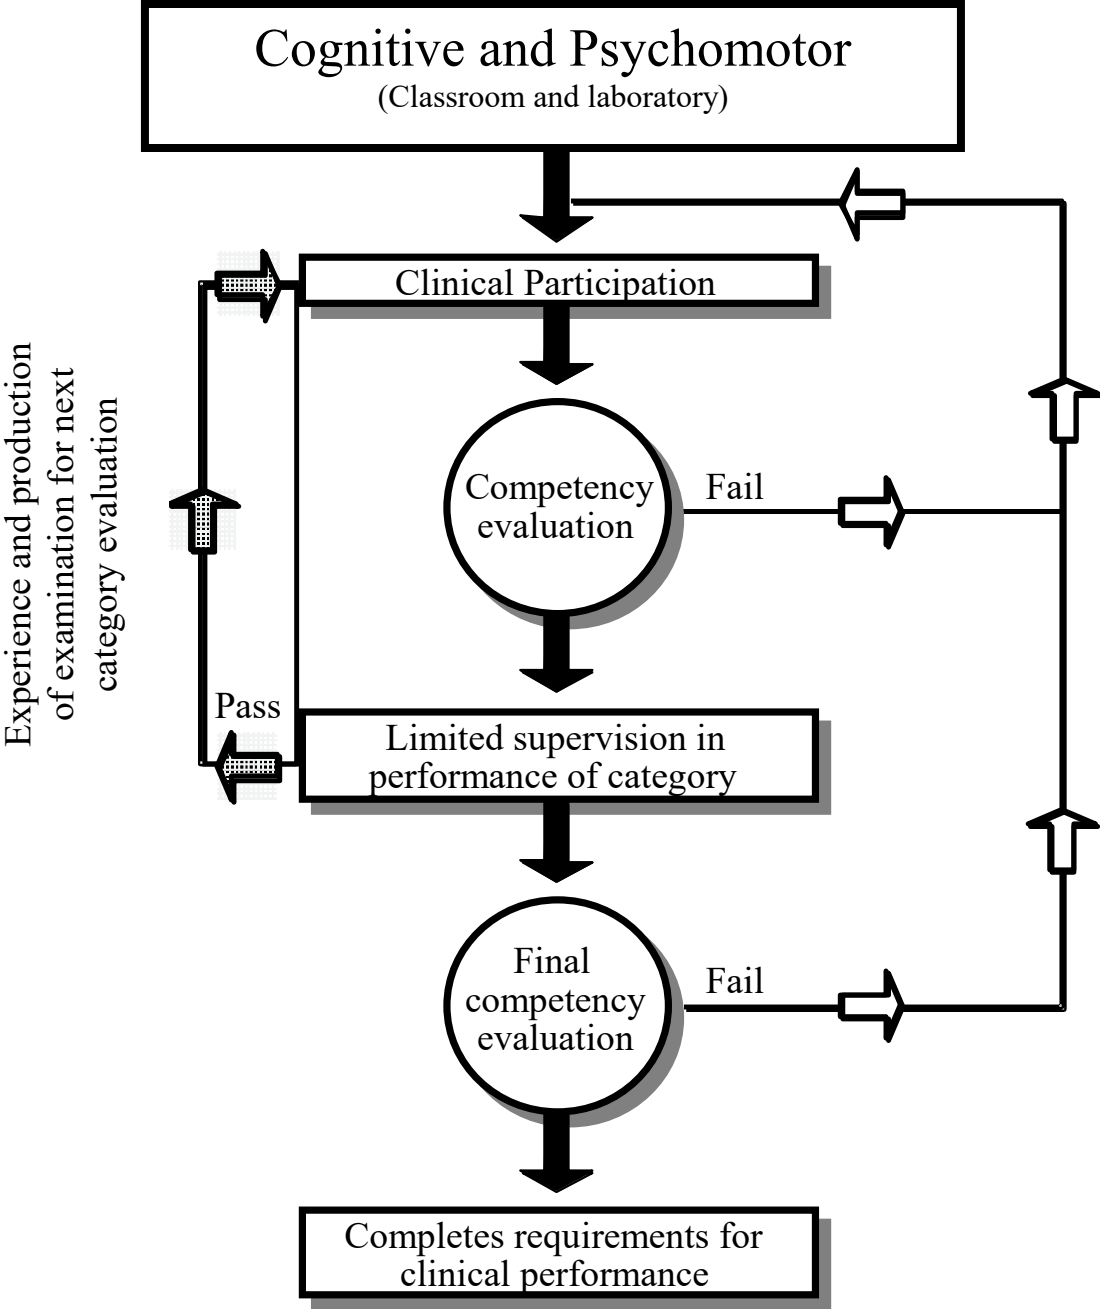 Cognitive and Psychomotor
(Classroom and laboratory)
Clinical Participation
Experience and production
of examination for next
category evaluation
Competency
evaluation
Fail
Pass
Limited supervision in
performance of category
Final
competency
evaluation
Fail
Completes requirements for
clinical performance